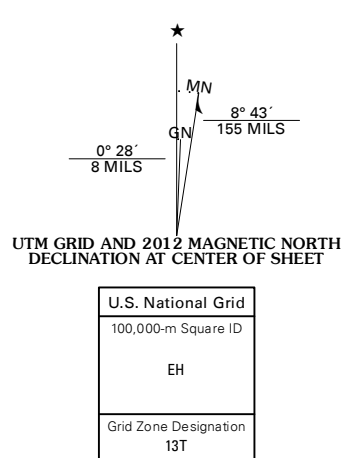 ★
MN
8° 43´
155 MILS
GN
0° 28´
8 MILS
UTM GRID AND 2012 MAGNETIC NORTH
DECLINATION AT CENTER OF SHEET
U.S. National Grid
100,000-m Square ID
EH
Grid Zone Designation
13T